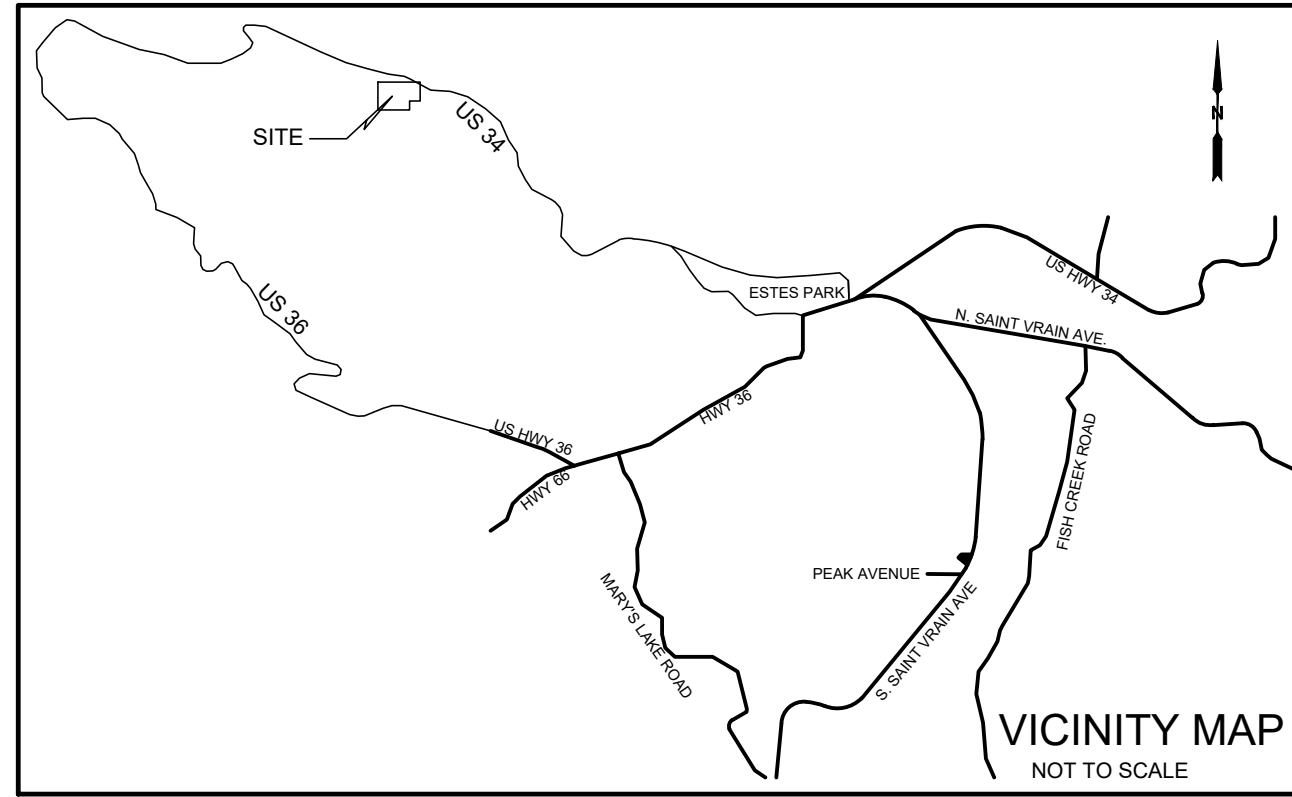 N
US 34
SITE
US 36
ESTES PARK
US HWY 34
N. SAINT VRAIN AVE.
HWY 36
US HWY 36
HWY 66
FISH CREEK ROAD
PEAK AVENUE
MARY'S LAKE ROAD
S. SAINT VRAIN AVE
VICINITY MAP
NOT TO SCALE